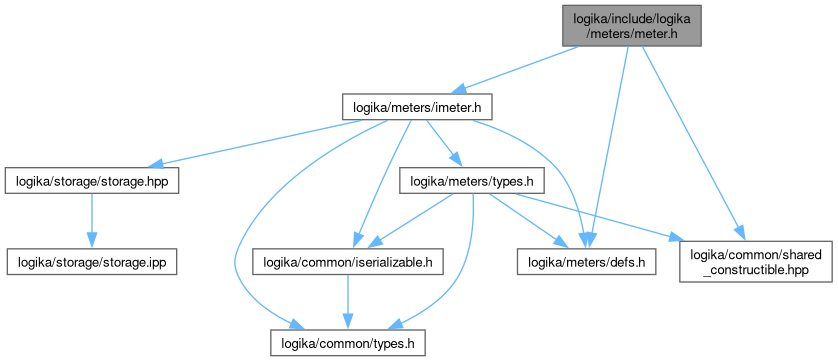 logika/include/logika
/meters/meter.h
logika/meters/imeter.h
logika/storage/storage.hpp
logika/meters/types.h
logika/storage/storage.ipp
logika/common/iserializable.h
logika/meters/defs.h
logika/common/shared
_constructible.hpp
logika/common/types.h